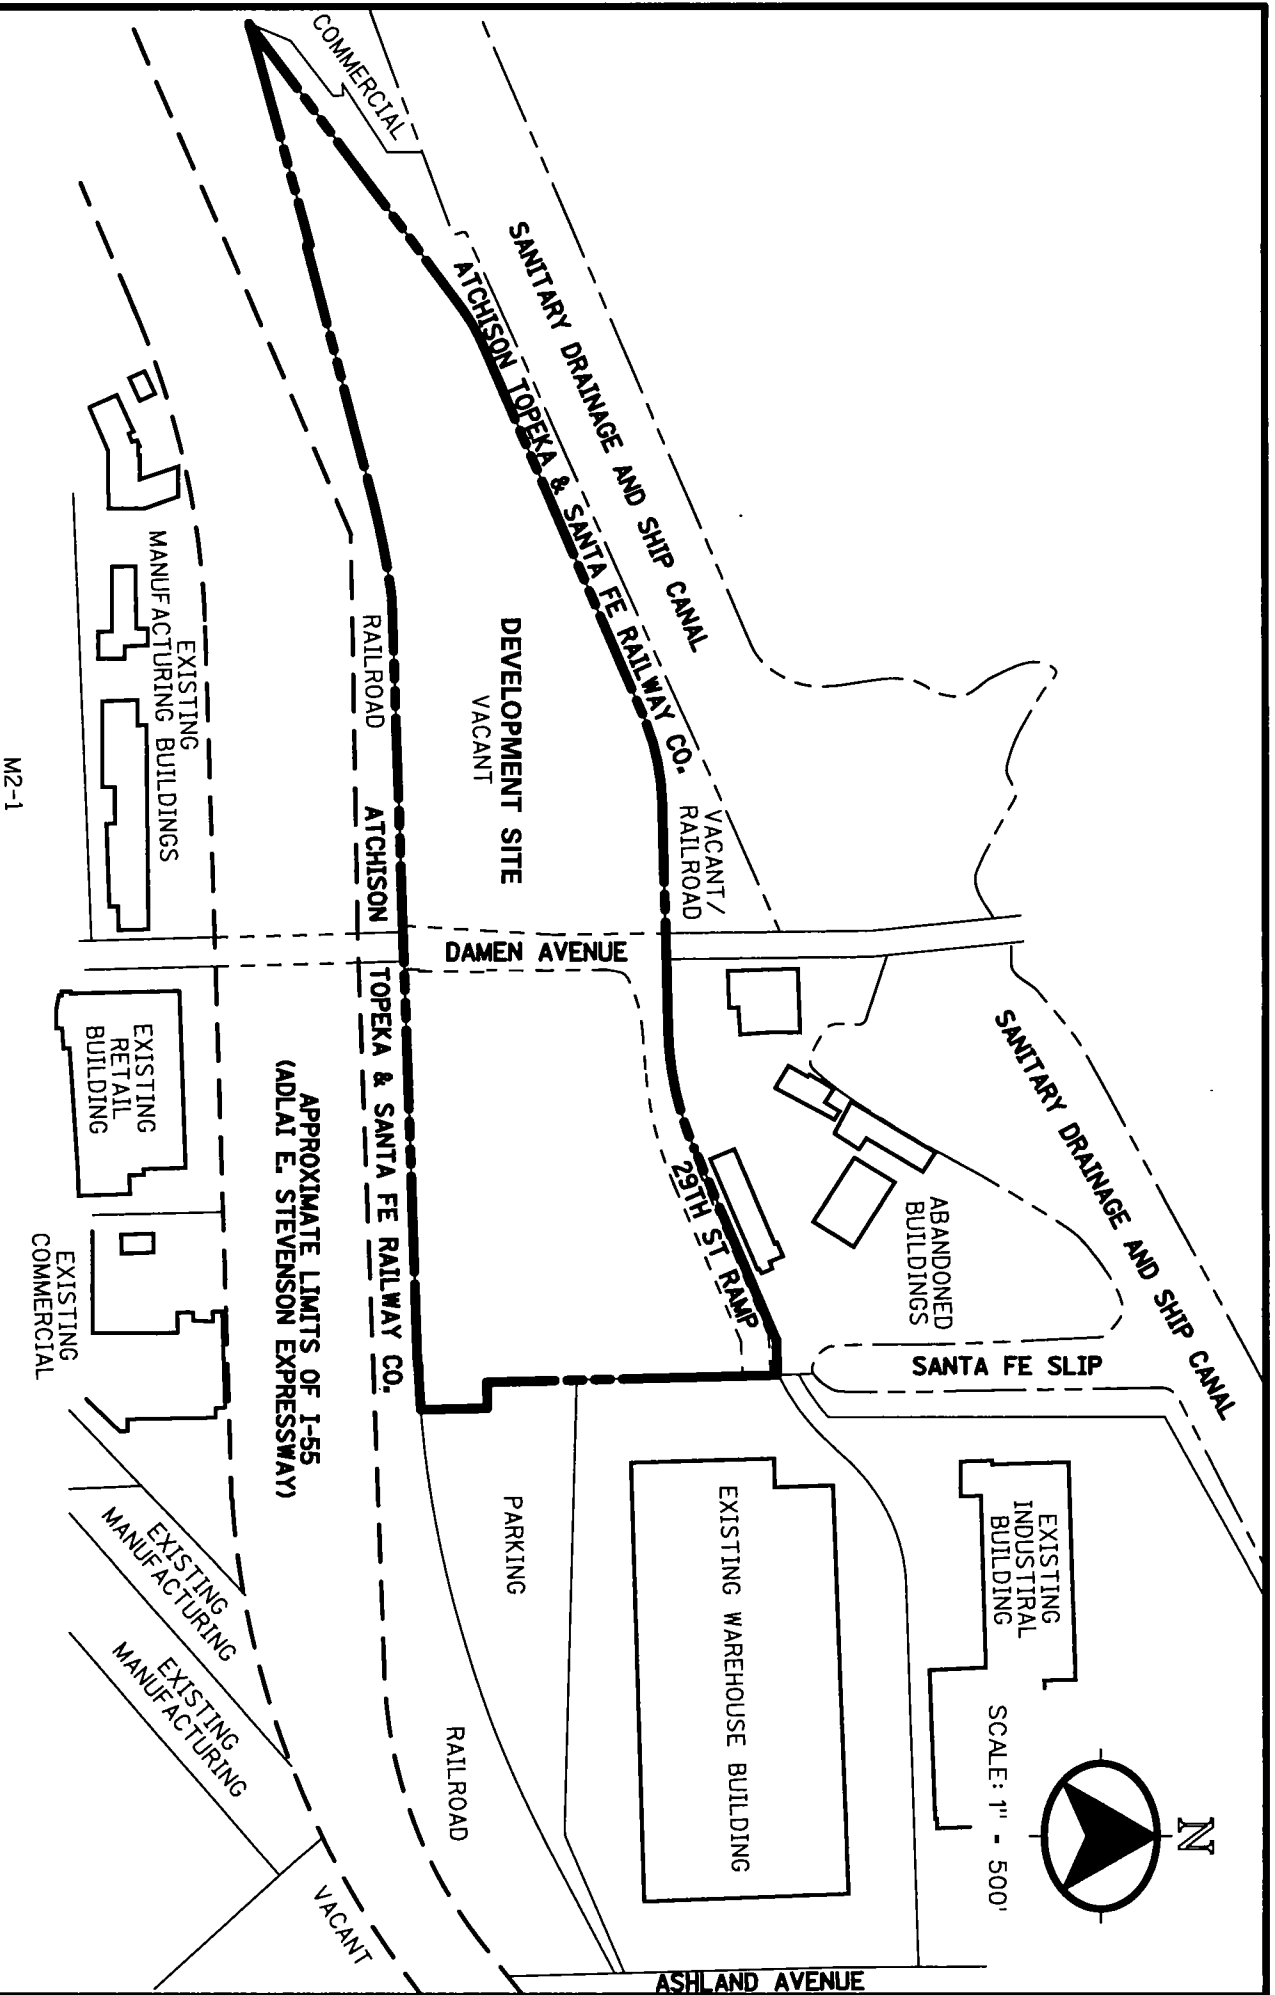 COMMERCIAL
SANITARY DRAINAGE AND SHIP CANAL
ATCHISON TOPEKA & SANTA FE RAILWAY CO.
VACANT/
RAILROAD
DEVELOPMENT SITE
VACANT
RAILROAD
ATCHISON TOPEKA & SANTA FE RAILWAY CO.
DAMEN AVENUE
29TH ST RAMP
ABANDONED
BUILDINGS
SANITARY DRAINAGE AND SHIP CANAL
SANTA FE SLIP
EXISTING
INDUSTIRAL
BUILDING
SCALE: 1" - 500'
N
EXISTING WAREHOUSE BUILDING
PARKING
RAILROAD
ASHLAND AVENUE
APPROXIMATE LIMITS OF I-55
(ADLAI E. STEVENSON EXPRESSWAY)
EXISTING
MANUFACTURING BUILDINGS
EXISTING
RETAIL
BUILDING
EXISTING
COMMERCIAL
EXISTING
MANUFACTURING
EXISTING
MANUFACTURING
VACANT
M2-1